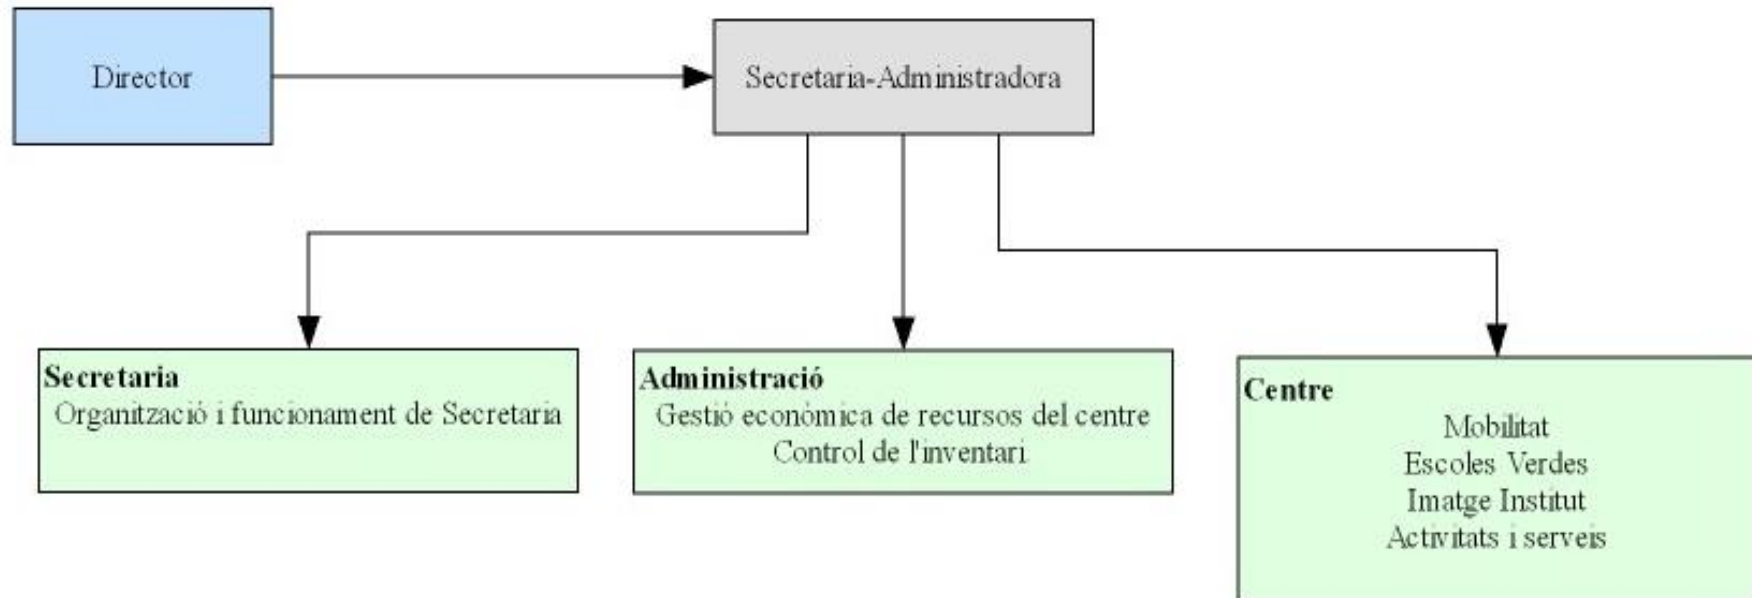 Director
Secretaria-Administradora
Secretaria
Organització i funcionament de Secretaria
Administració
Gestió econòmica de recursos del centre
Control de l'inventari
Centre
Mobilitat
Escoles Verdes
Imatge Institut
Activitats i serveis